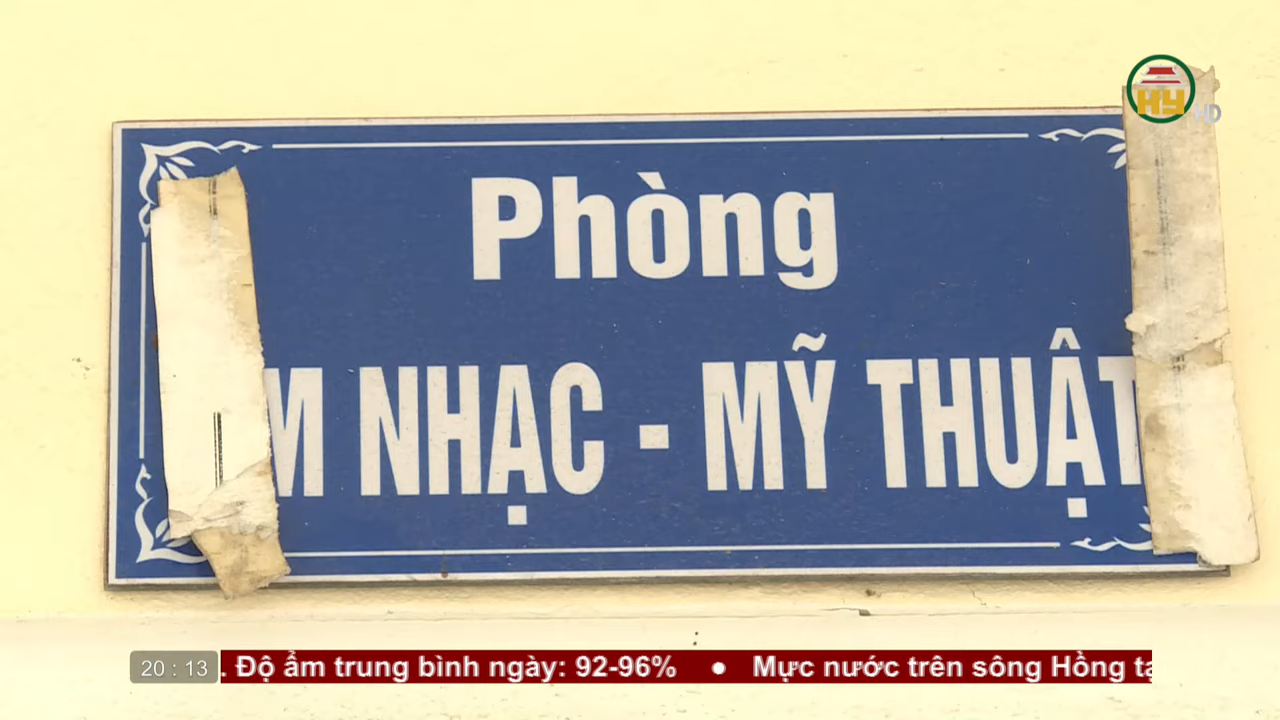 HY HD
Phòng
M NHẠC - MỸ THUẬT
20 : 13 . Độ ẩm trung bình ngày: 92-96% ● Mực nước trên sông Hồng tạ